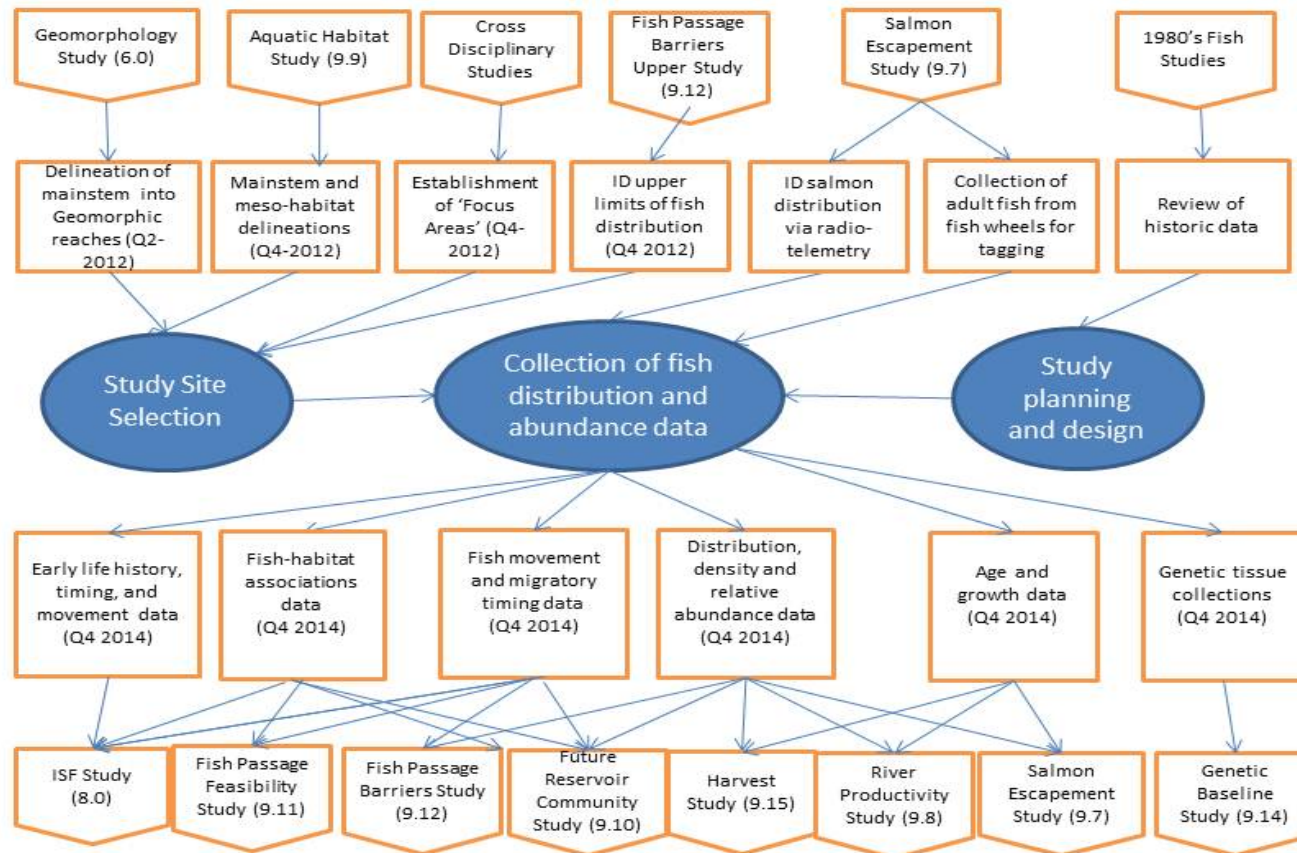 Geomorphology
Study (6.0)
Aquatic Habitat
Study (9.9)
Cross
Disciplinary
Studies
Fish Passage
Barriers
Upper Study
(9.12)
Salmon
Escapement
Study (9.7)
1980’s Fish
Studies
Delineation of
mainstem into
Geomorphic
reaches (Q2-
2012)
Mainstem and
meso-habitat
delineations
(Q4-2012)
Establishment
of ‘Focus
Areas’ (Q4-
2012)
ID upper
limits of fish
distribution
(Q4 2012)
ID salmon
distribution
via radio-
telemetry
Collection of
adult fish from
fish wheels for
tagging
Review of
historic data
Study Site
Selection
Collection of fish
distribution and
abundance data
Study
planning
and design
Early life history,
timing, and
movement data
(Q4 2014)
Fish-habitat
associations
data
(Q4 2014)
Fish movement
and migratory
timing data
(Q4 2014)
Distribution,
density and
relative
abundance data
(Q4 2014)
Age and
growth data
(Q4 2014)
Genetic tissue
collections
(Q4 2014)
ISF Study
(8.0)
Fish Passage
Feasibility
Study (9.11)
Fish Passage
Barriers Study
(9.12)
Future
Reservoir
Community
Study (9.10)
Harvest
Study (9.15)
River
Productivity
Study (9.8)
Salmon
Escapement
Study (9.7)
Genetic
Baseline
Study (9.14)